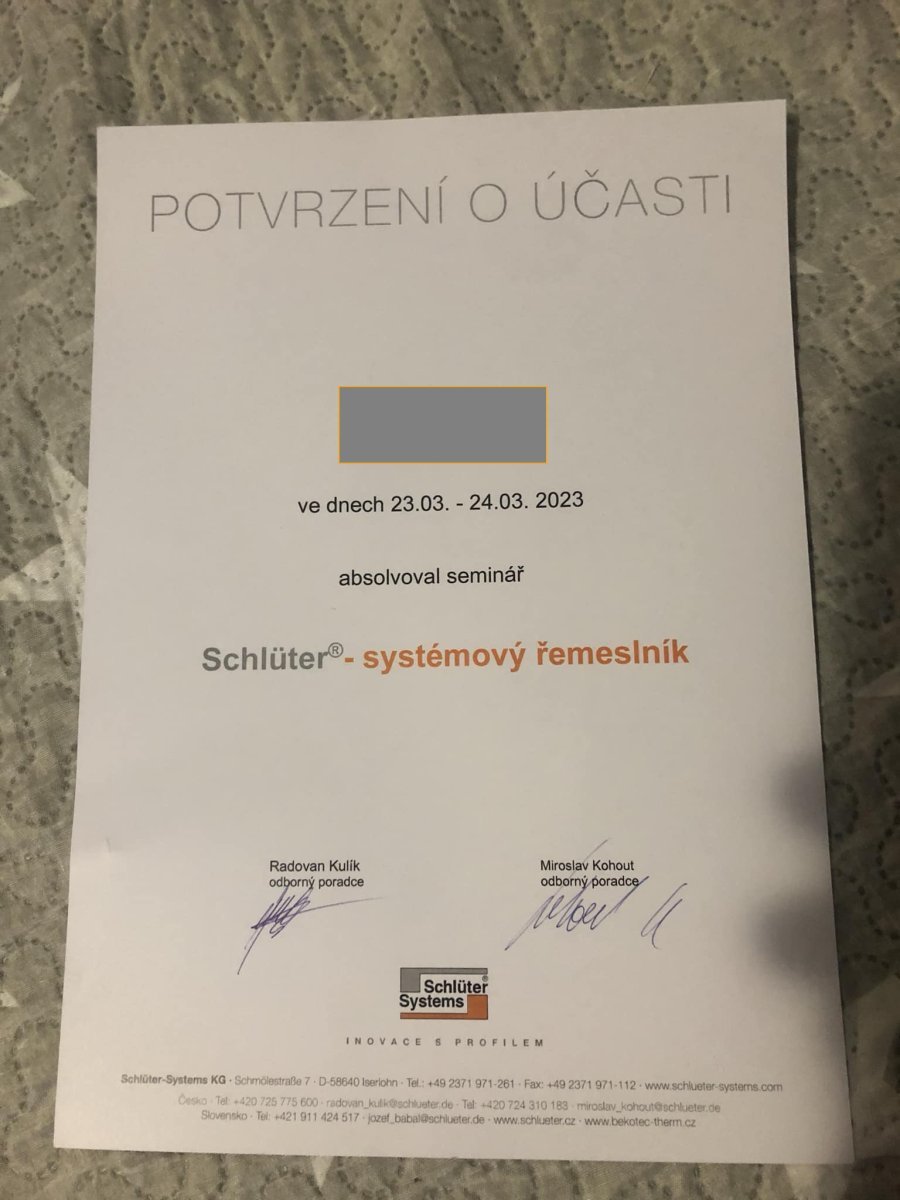 POTVRZENÍ O ÚČASTI
ve dnech 23.03. - 24.03. 2023
absolvoval seminář
Schlüter®- systémový řemeslník
Radovan Kulík
odborný poradce
Miroslav Kohout
odborný poradce
Schlüter®
Systems
INOVACE S PROFILEM
Schlüter-Systems KG · Schmölestraße 7 · D-58640 Iserlohn · Tel.: +49 2371 971-261 · Fax: +49 2371 971-112 · www.schlueter-systems.com
Česko · Tel: +420 725 775 600 · radovan_kulik@schlueter.de · Tel: +420 724 310 183 · miroslav_kohout@schlueter.de
Slovensko · Tel: +421 911 424 517 · jozef_babal@schlueter.de · www.schlueter.cz · www.bekotec-therm.cz